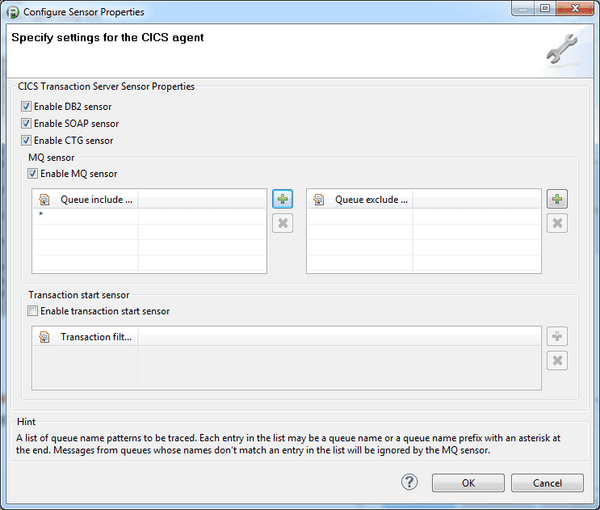 Configure Sensor Properties
Specify settings for the CICS agent
CICS Transaction Server Sensor Properties
Enable DB2 sensor
Enable SOAP sensor
Enable CTG sensor
MQ sensor
Enable MQ sensor
Queue include ...
Queue exclude ...
*
Transaction start sensor
Enable transaction start sensor
Transaction filt...
Hint
A list of queue name patterns to be traced. Each entry in the list may be a queue name or a queue name prefix with an asterisk at
the end. Messages from queues whose names don't match an entry in the list will be ignored by the MQ sensor.
?
OK
Cancel